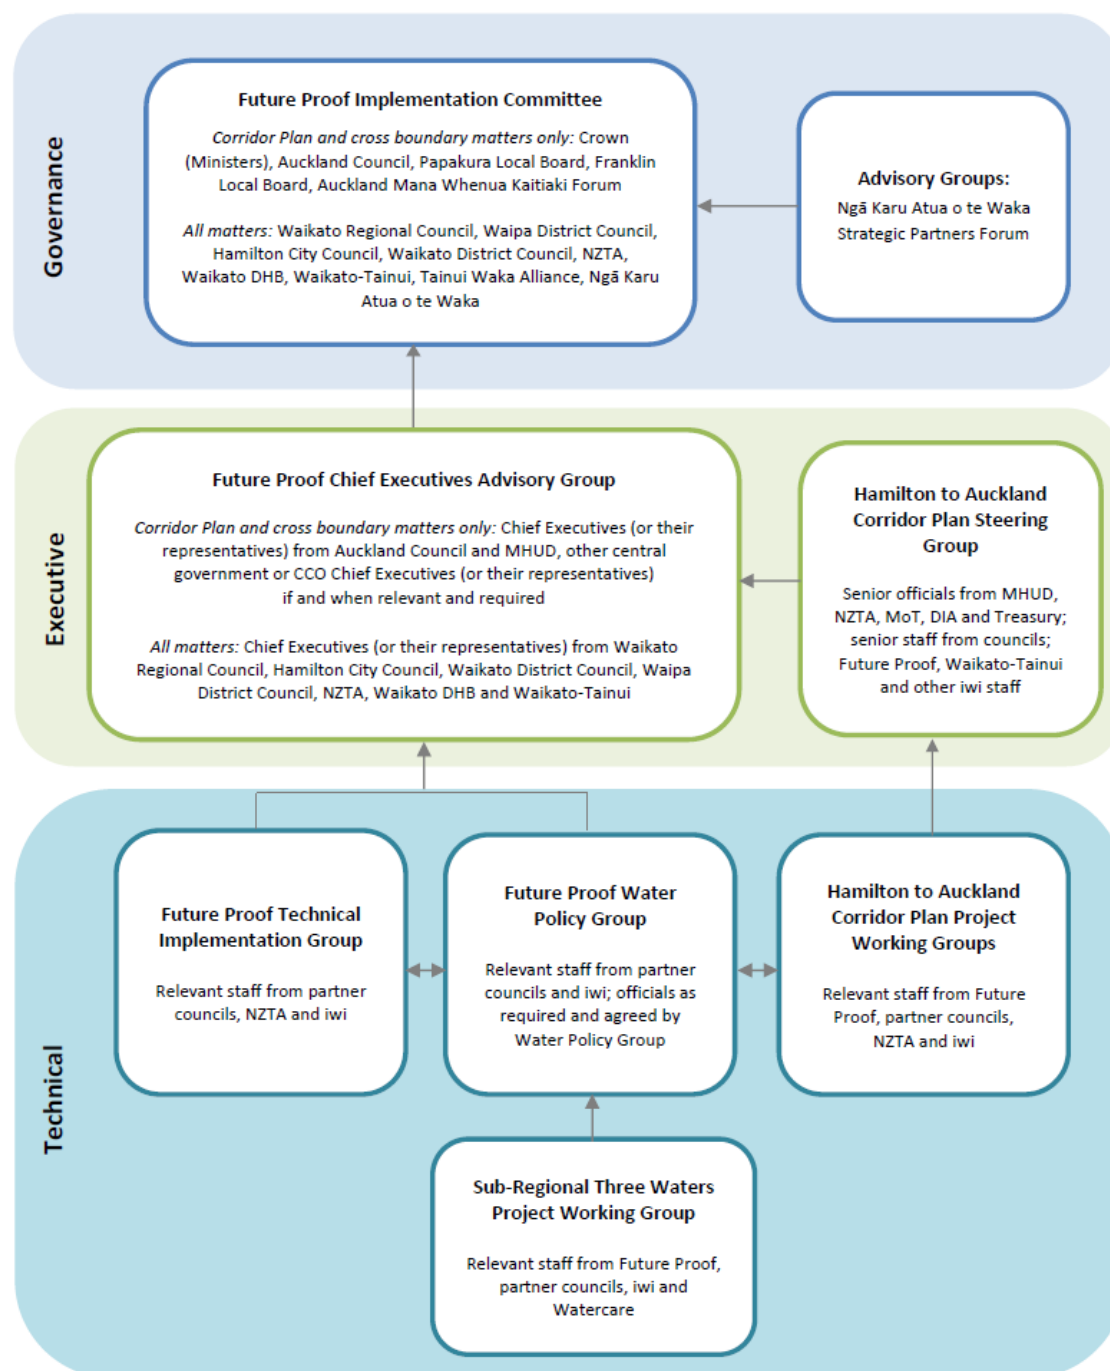 Governance
Future Proof Implementation Committee
Corridor Plan and cross boundary matters only: Crown
(Ministers), Auckland Council, Papakura Local Board, Franklin
Local Board, Auckland Mana Whenua Kaitiaki Forum
All matters: Waikato Regional Council, Waipa District Council,
Hamilton City Council, Waikato District Council, NZTA,
Waikato DHB, Waikato-Tainui, Tainui Waka Alliance, Ngā Karu
Atua o te Waka
Advisory Groups:
Ngā Karu Atua o te Waka
Strategic Partners Forum
Executive
Future Proof Chief Executives Advisory Group
Corridor Plan and cross boundary matters only: Chief Executives (or their
representatives) from Auckland Council and MHUD, other central
government or CCO Chief Executives (or their representatives)
if and when relevant and required
All matters: Chief Executives (or their representatives) from Waikato
Regional Council, Hamilton City Council, Waikato District Council, Waipa
District Council, NZTA, Waikato DHB and Waikato-Tainui
Hamilton to Auckland
Corridor Plan Steering
Group
Senior officials from MHUD,
NZTA, MoT, DIA and Treasury;
senior staff from councils;
Future Proof, Waikato-Tainui
and other iwi staff
Technical
Future Proof Technical
Implementation Group
Relevant staff from partner
councils, NZTA and iwi
Future Proof Water
Policy Group
Relevant staff from partner
councils and iwi; officials as
required and agreed by
Water Policy Group
Hamilton to Auckland
Corridor Plan Project
Working Groups
Relevant staff from Future
Proof, partner councils,
NZTA and iwi
Sub-Regional Three Waters
Project Working Group
Relevant staff from Future Proof,
partner councils, iwi and
Watercare